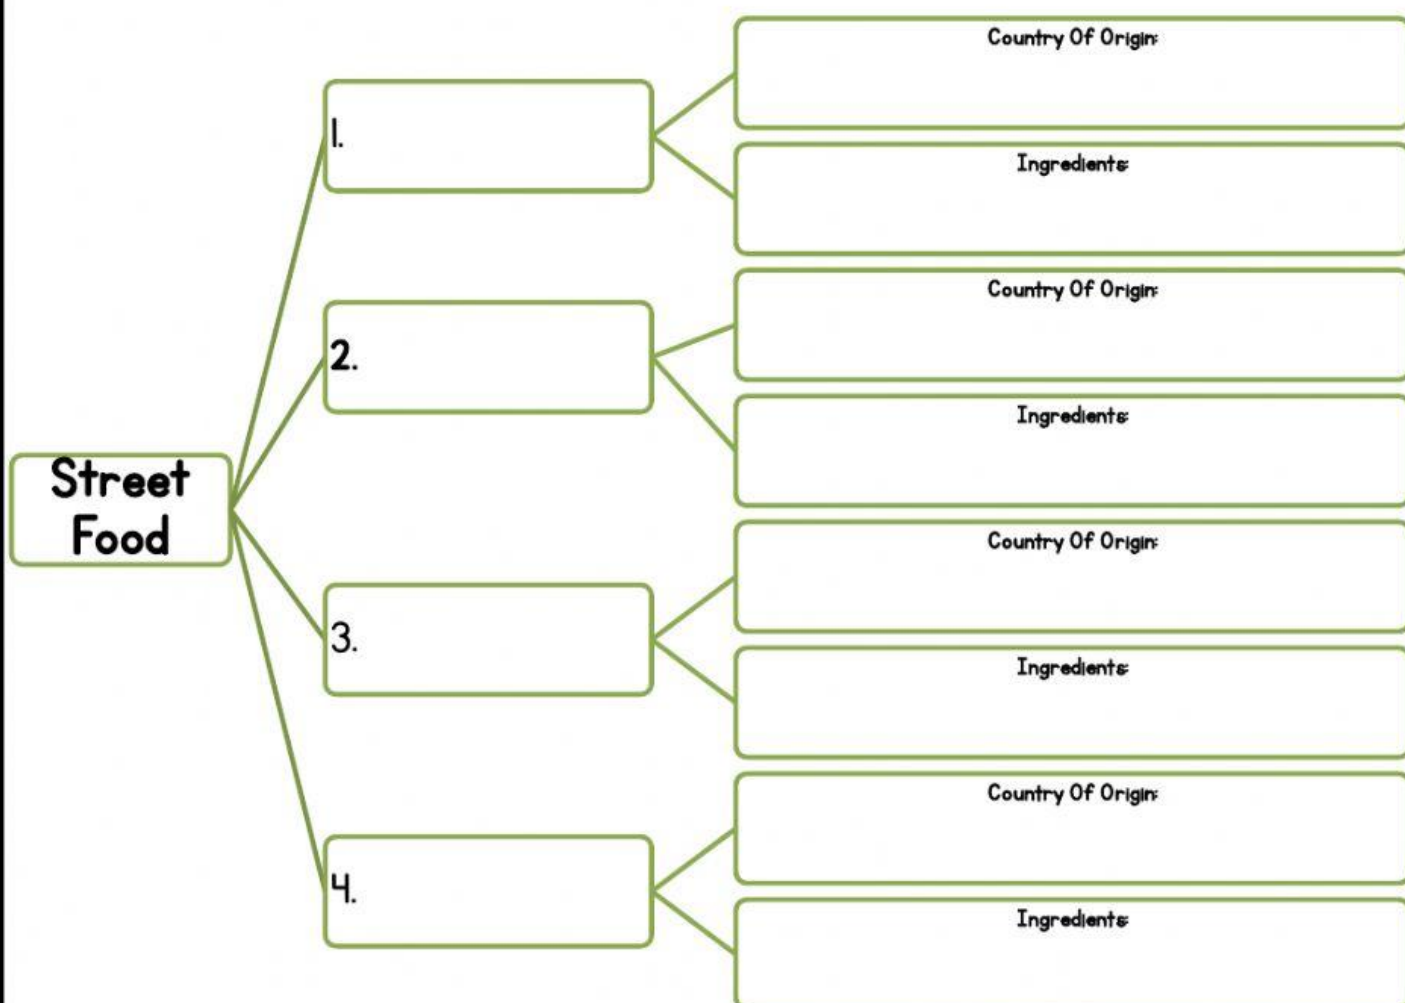 Street
Food
1.
Country Of Origin:
Ingredients:
2.
Country Of Origin:
Ingredients:
3.
Country Of Origin:
Ingredients:
4.
Country Of Origin:
Ingredients: